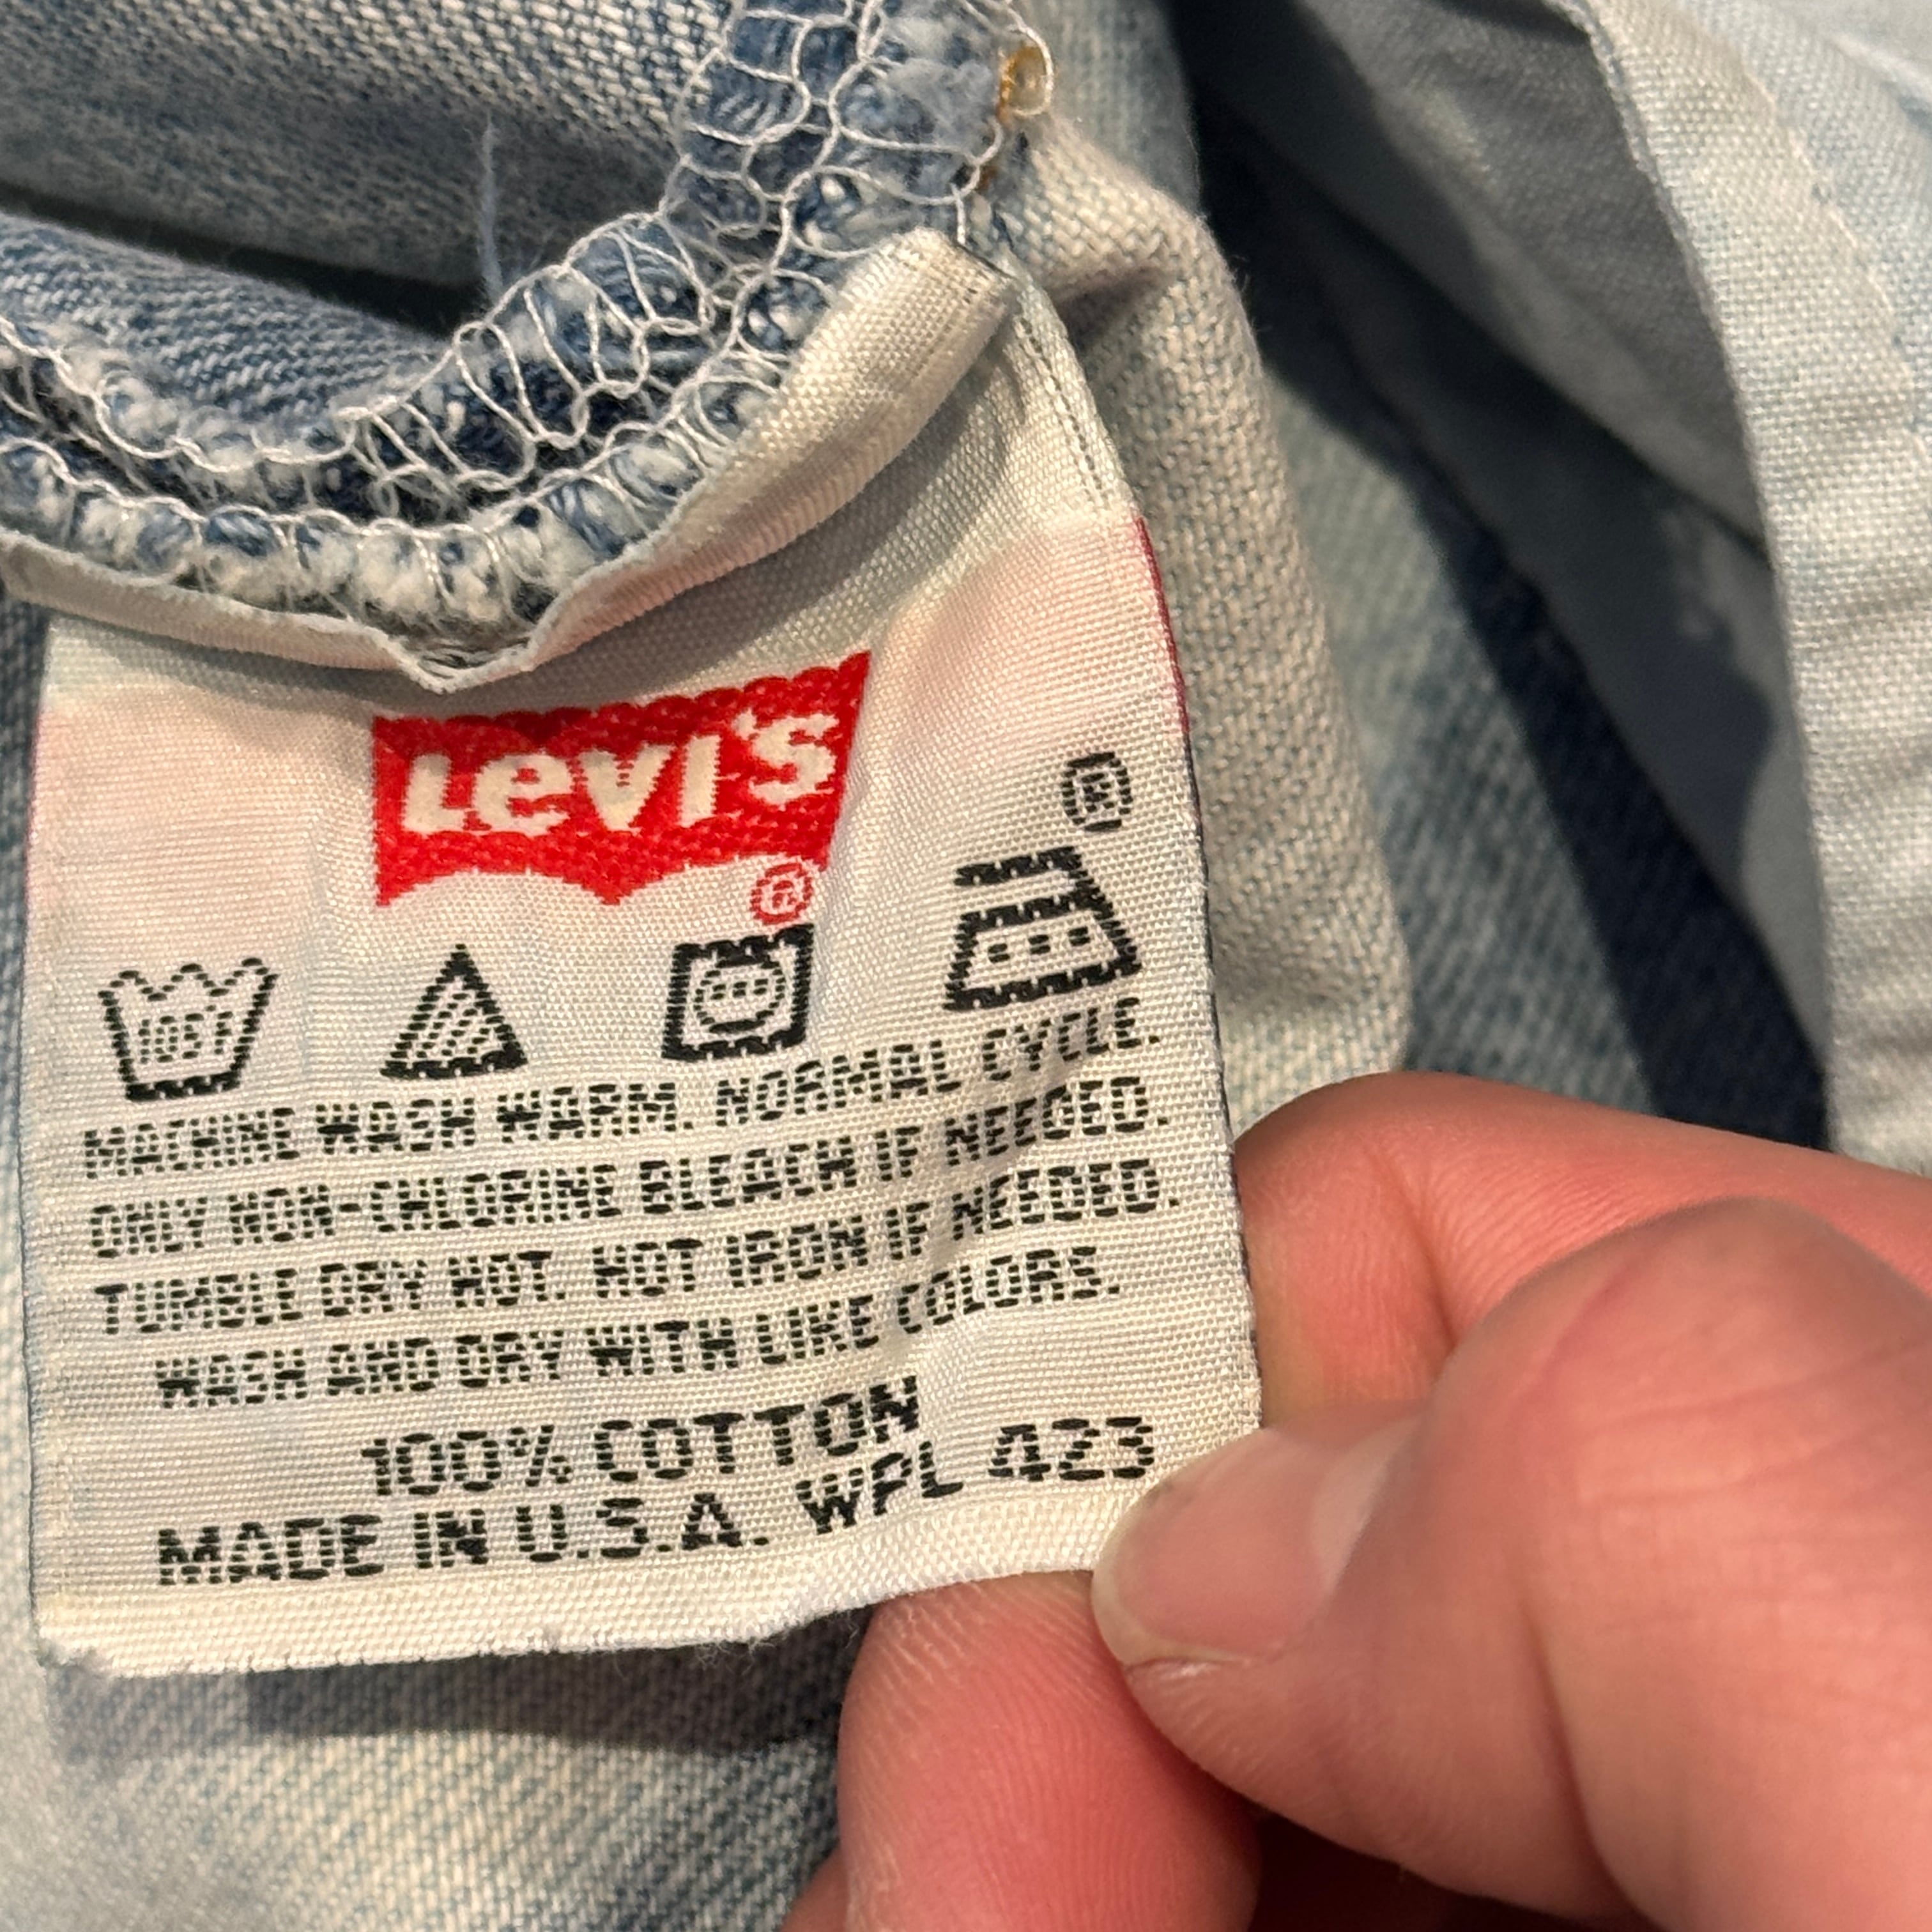 LEVI'S
®
®
105F
MACHINE WASH WARM. NORMAL CYCLE.
ONLY NON-CHLORINE BLEACH IF NEEDED.
TUMBLE DRY HOT. HOT IRON IF NEEDED.
WASH AND DRY WITH LIKE COLORS.
100% COTTON
MADE IN U.S.A. WPL 423